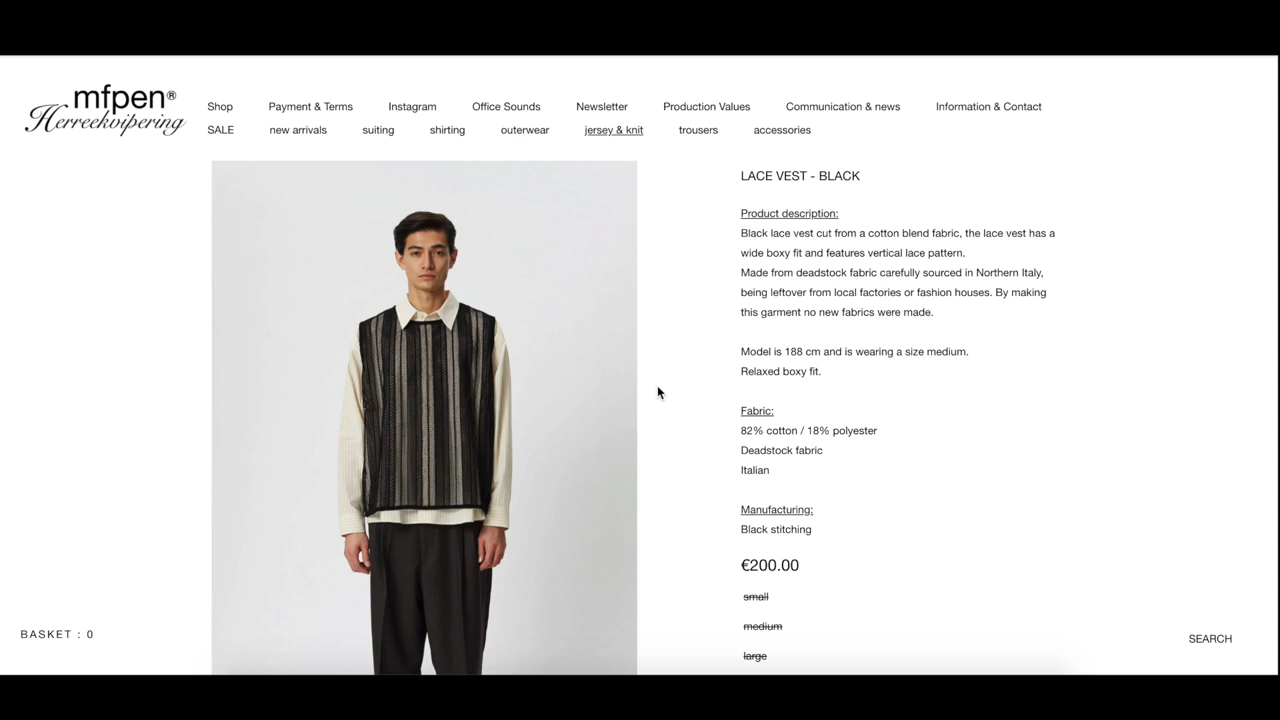 mfpen®
Herreekvipering
Shop Payment & Terms Instagram Office Sounds Newsletter Production Values Communication & news Information & Contact
SALE new arrivals suiting shirting outerwear jersey & knit trousers accessories
LACE VEST - BLACK
Product description:
Black lace vest cut from a cotton blend fabric, the lace vest has a
wide boxy fit and features vertical lace pattern.
Made from deadstock fabric carefully sourced in Northern Italy,
being leftover from local factories or fashion houses. By making
this garment no new fabrics were made.
Model is 188 cm and is wearing a size medium.
Relaxed boxy fit.
Fabric:
82% cotton / 18% polyester
Deadstock fabric
Italian
Manufacturing:
Black stitching
€200.00
small
medium
large
BASKET : 0
SEARCH